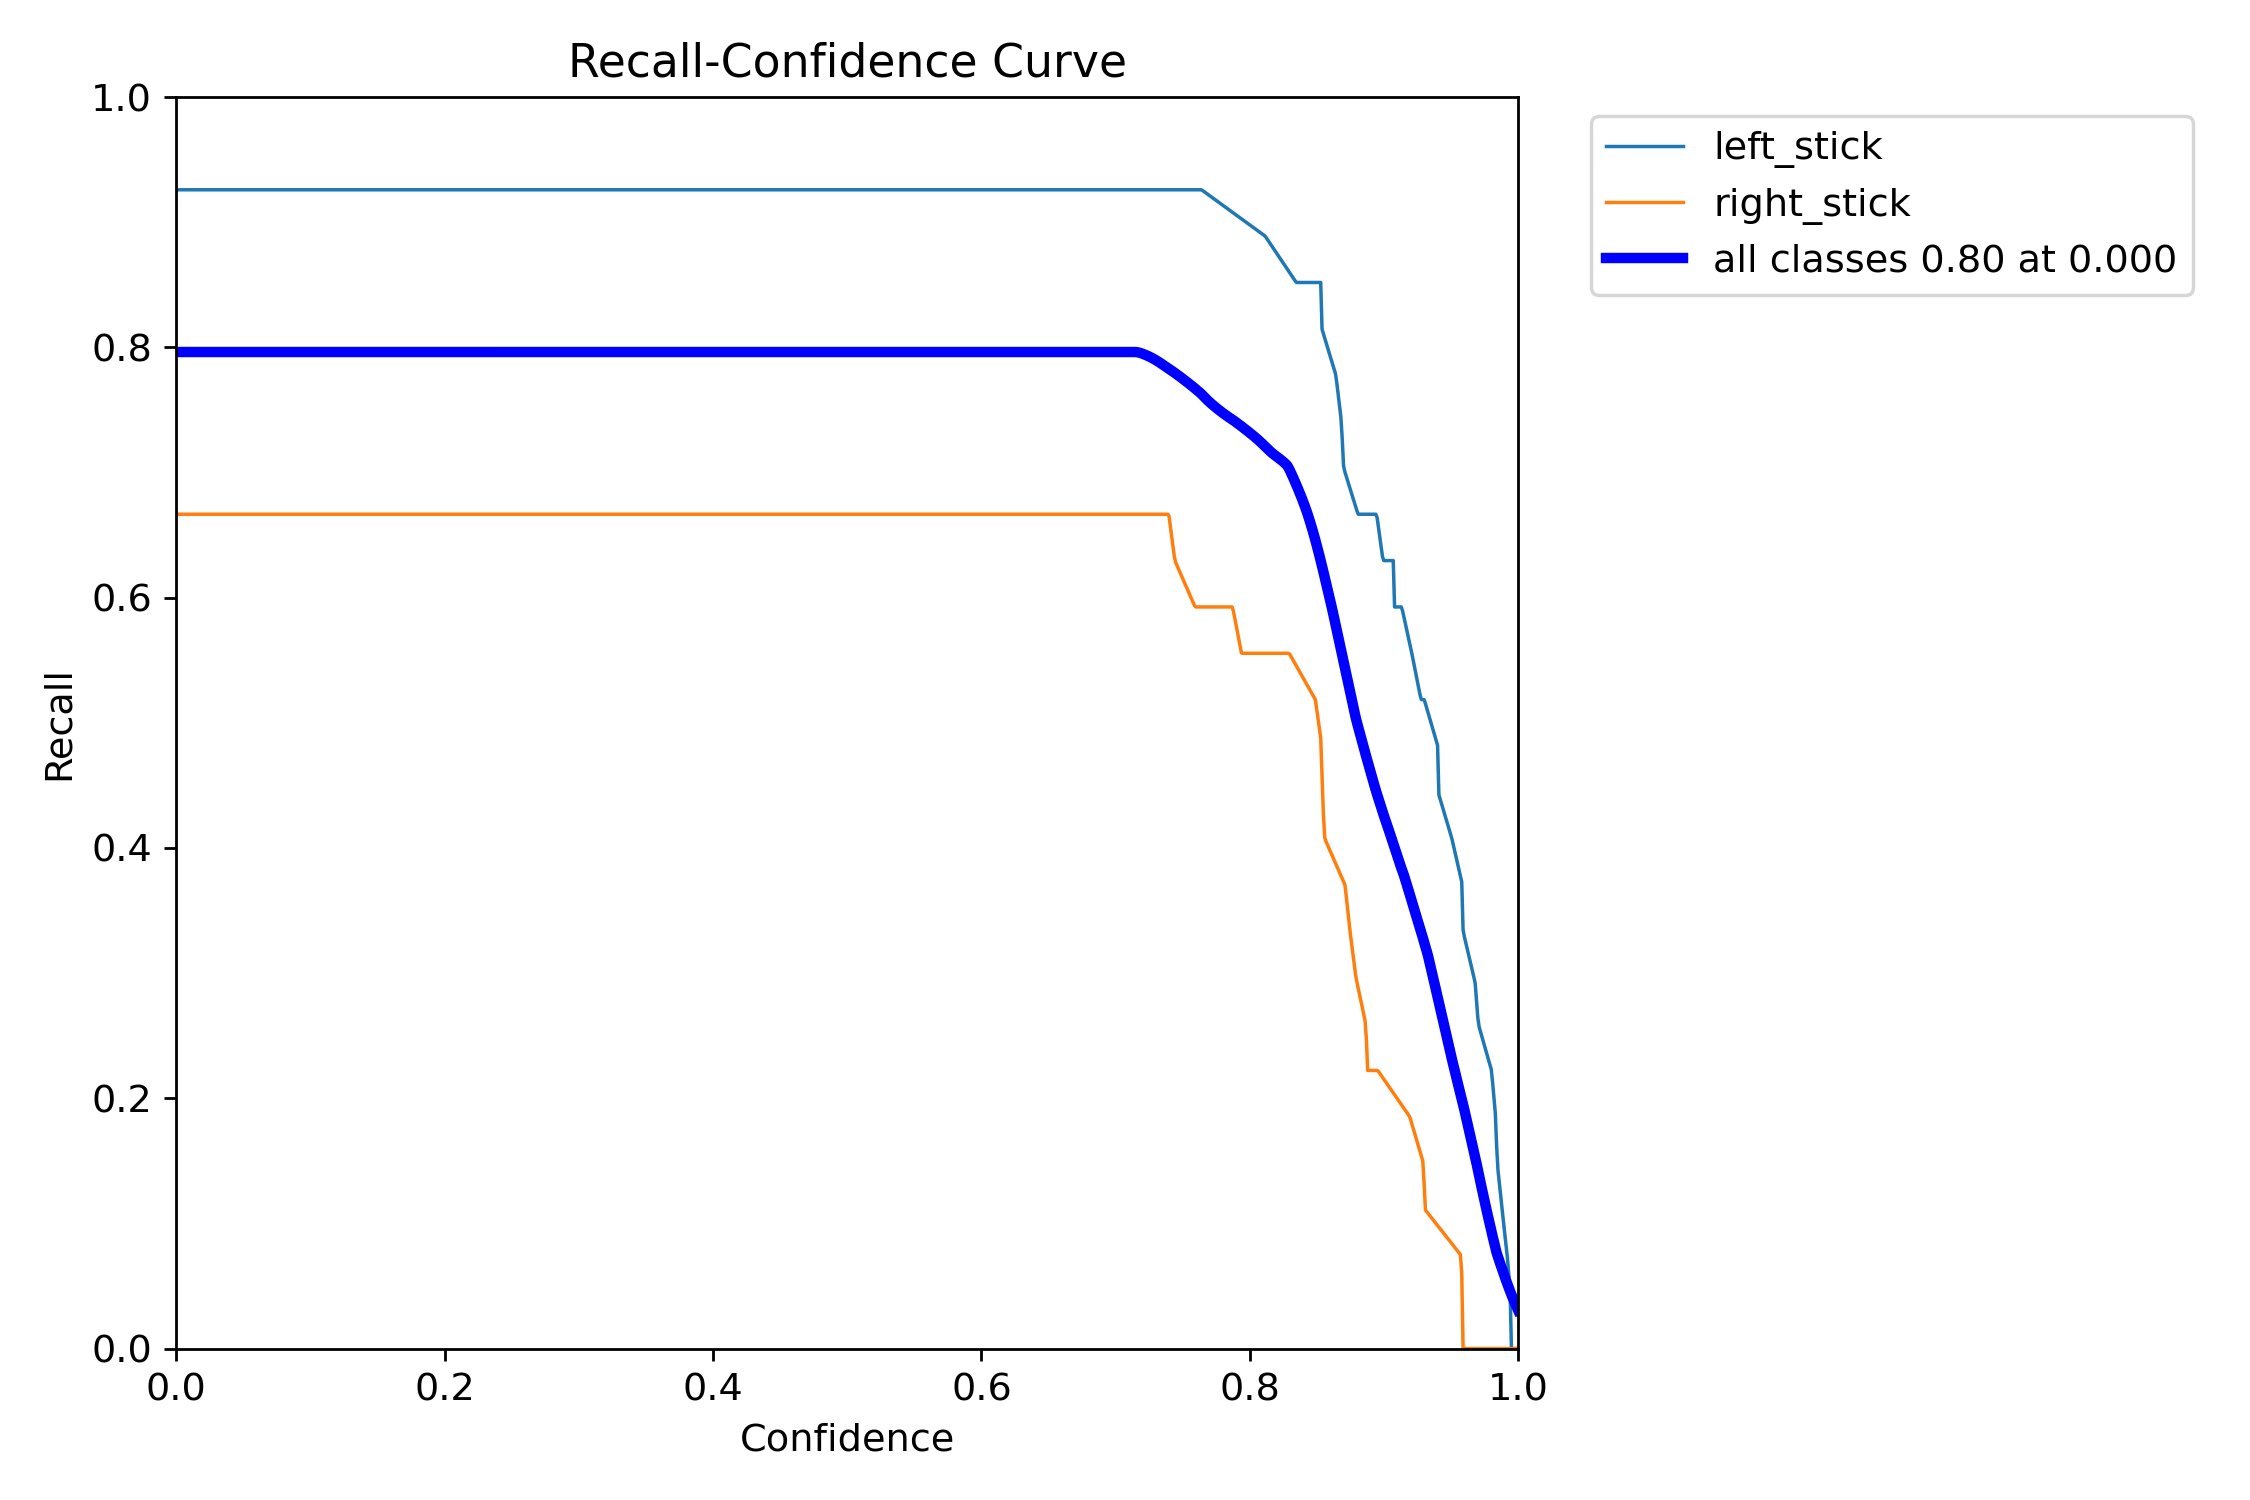 Recall-Confidence Curve
1.0
0.8
0.6
0.4
0.2
0.0
Recall
0.0 0.2 0.4 0.6 0.8 1.0
Confidence
left_stick
right_stick
all classes 0.80 at 0.000